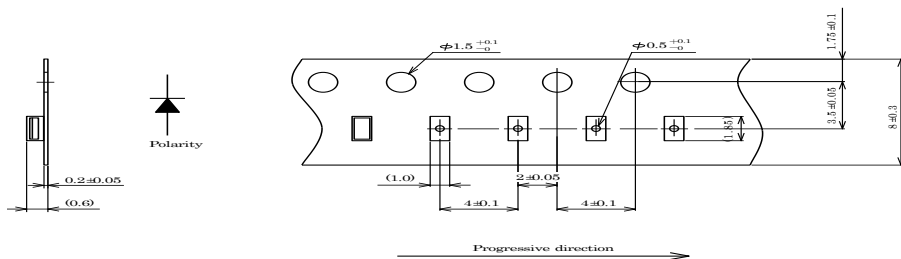 ϕ1.5 +0.1 -0
ϕ0.5 +0.1 -0
1.75±0.1
3.5±0.05
8±0.3
(1.85)
Polarity
0.2±0.05
(0.6)
(1.0)
2±0.05
4±0.1
4±0.1
Progressive direction